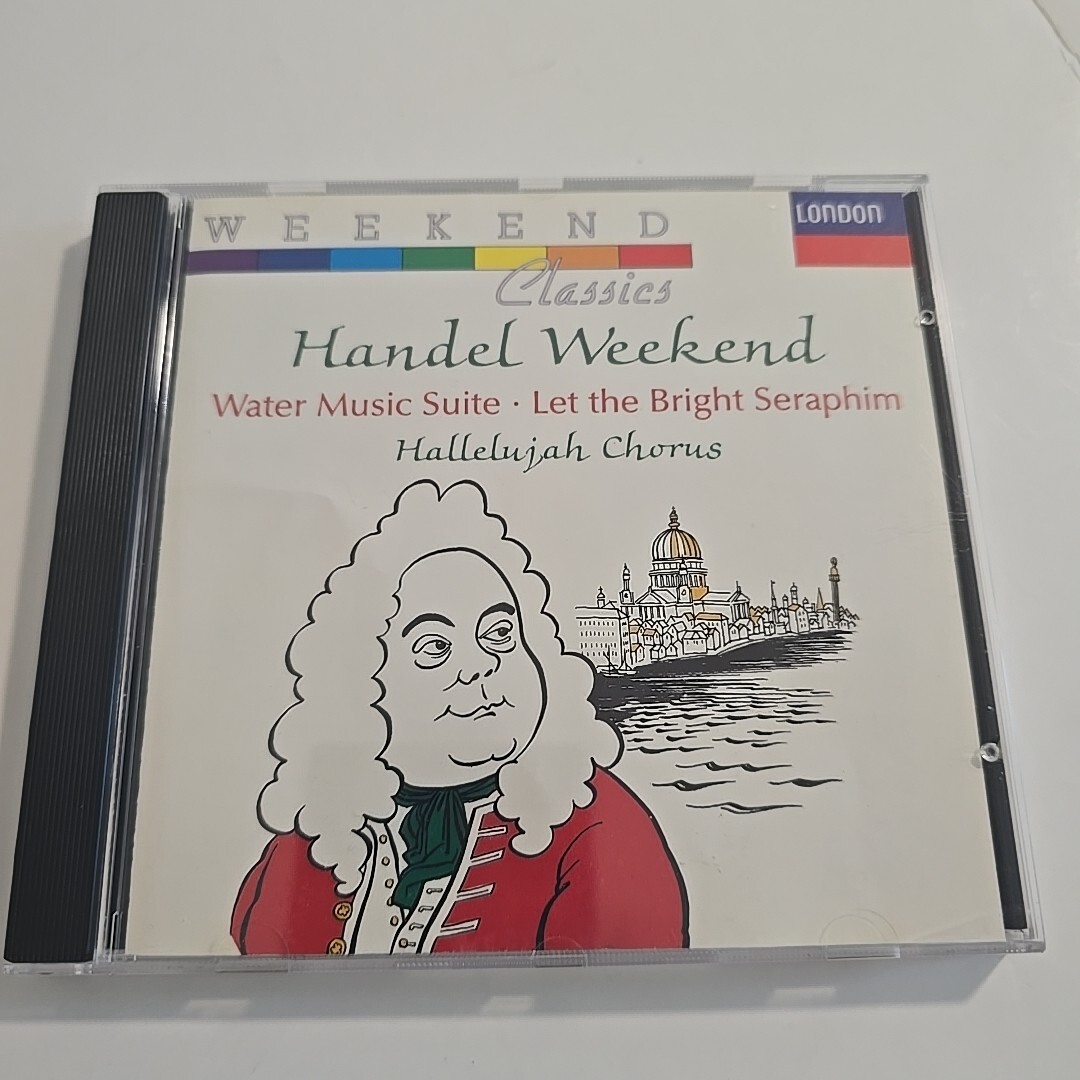 WEEKEND
LONDON
Classics
Handel Weekend
Water Music Suite · Let the Bright Seraphim
Hallelujah Chorus